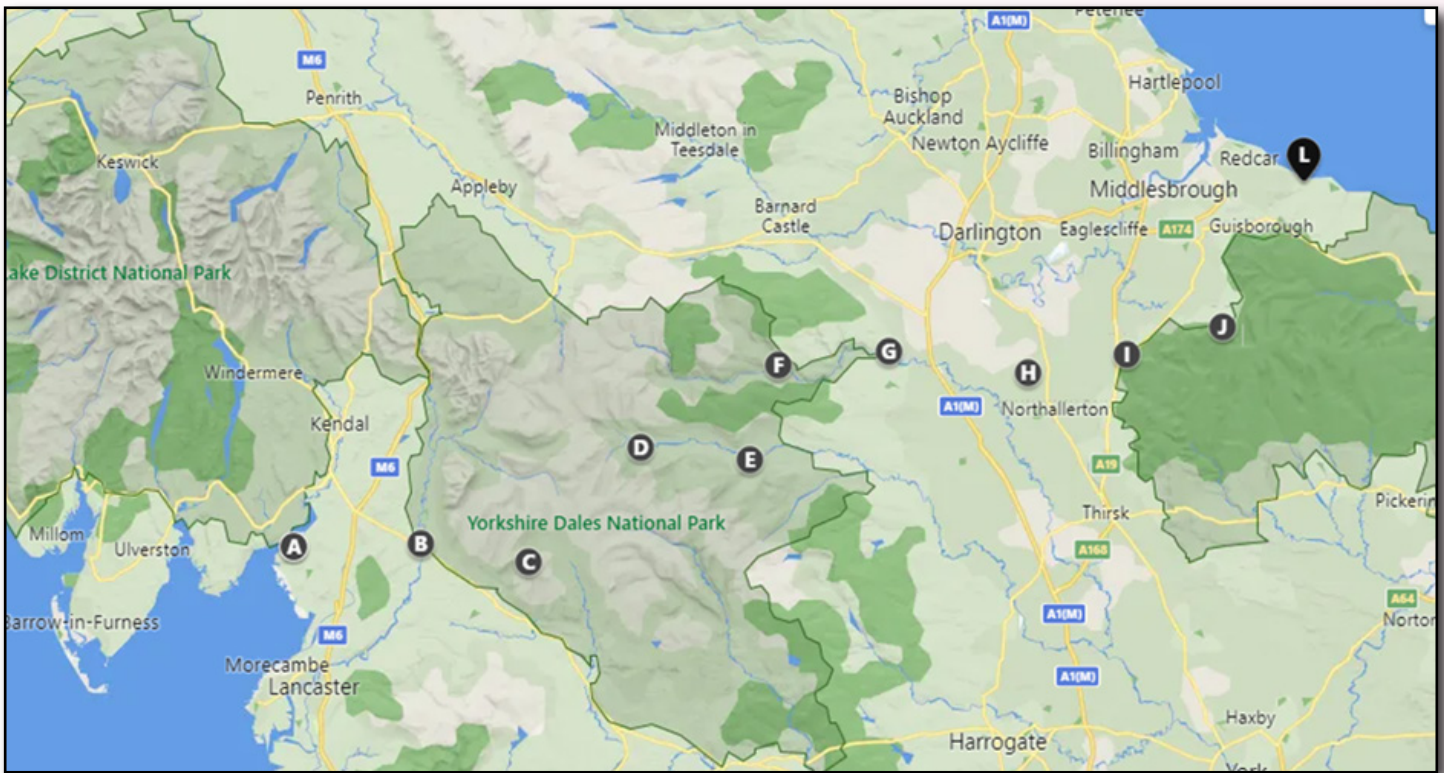 Peterlee
A1(M)
M6
Hartlepool
Penrith
Bishop
Auckland
Middleton in
Teesdale
Newton Aycliffe
Billingham
Redcar
L
Keswick
Appleby
Middlesbrough
Barnard
Castle
Darlington
Eaglescliffe
A174
Guisborough
ake District National Park
J
G
I
F
H
Windermere
A1(M)
Northallerton
Kendal
D
E
M6
A19
Pickerin
Thirsk
Yorkshire Dales National Park
Millom
Ulverston
A
B
A168
C
A64
A1(M)
Norton
Barrow-in-Furness
M6
Morecambe
Lancaster
A1(M)
Haxby
Harrogate
York